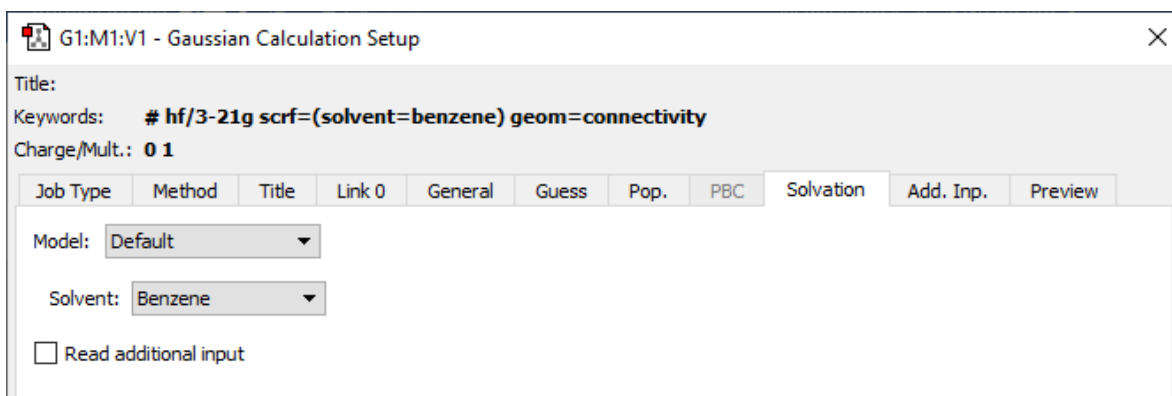 G1:M1:V1 - Gaussian Calculation Setup
Title:
Keywords: # hf/3-21g scrf=(solvent=benzene) geom=connectivity
Charge/Mult.: 0 1
Job Type Method Title Link 0 General Guess Pop. PBC Solvation Add. Inp. Preview
Model: Default
Solvent: Benzene
Read additional input